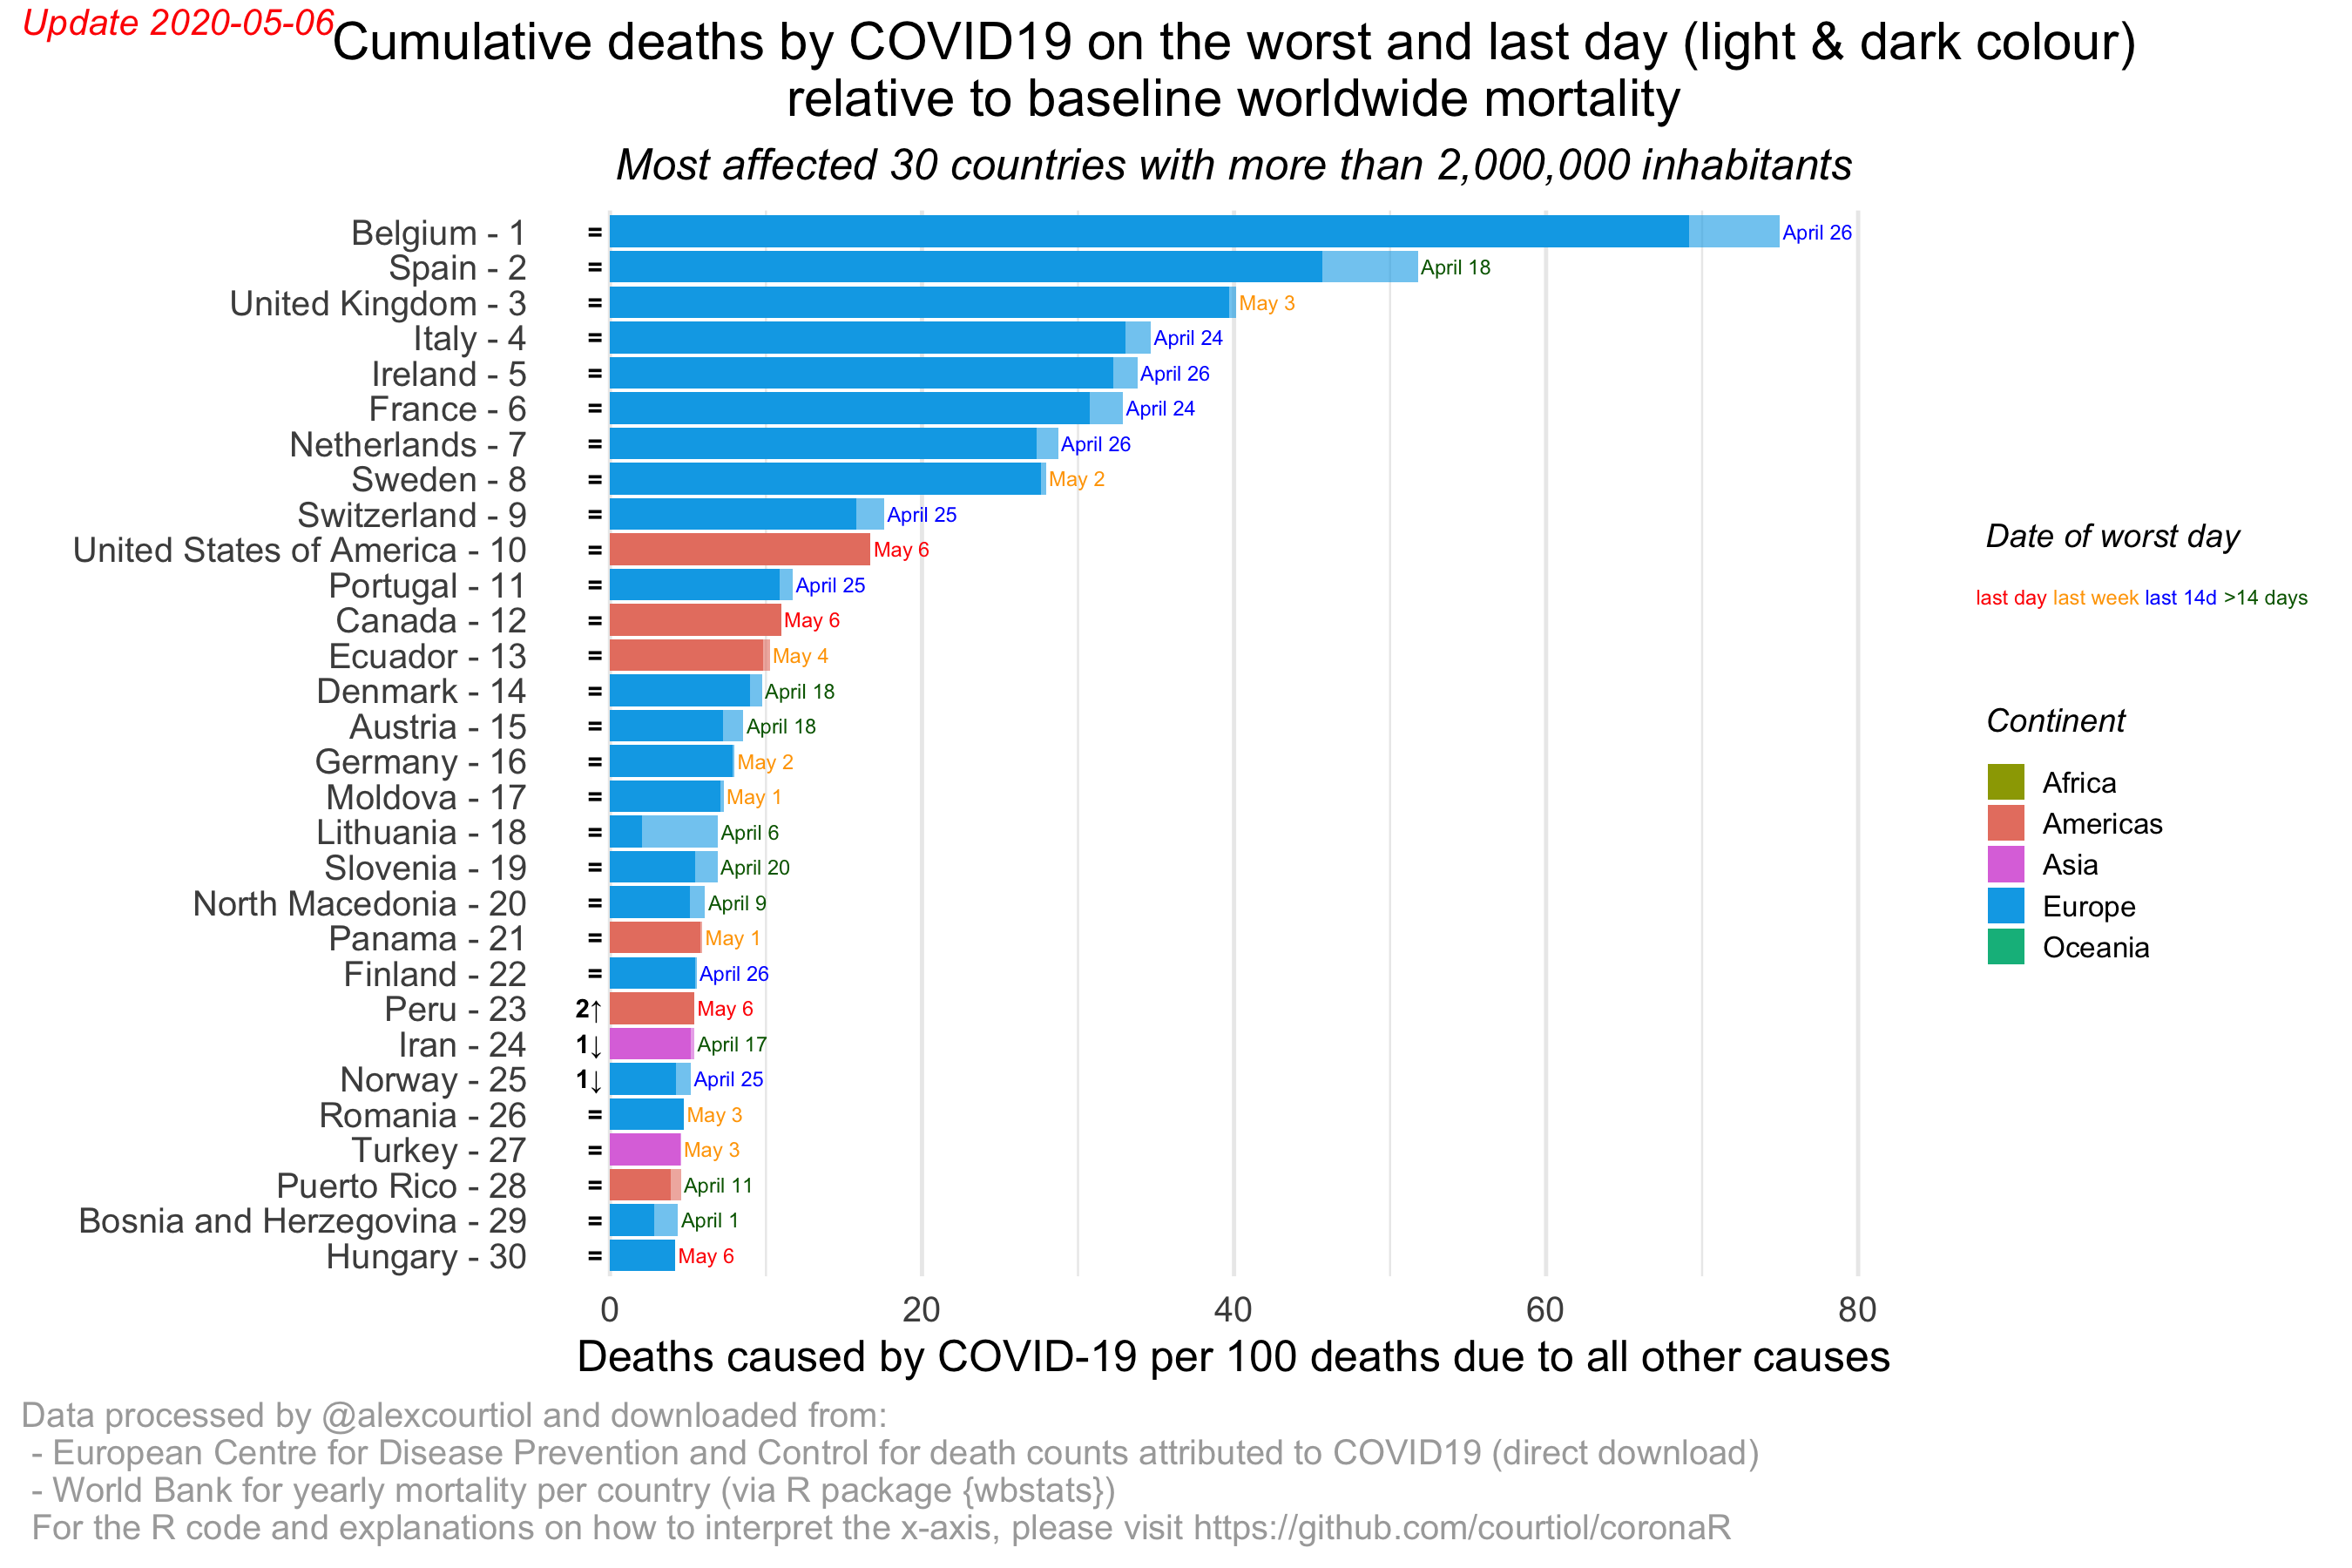 Update 2020-05-06
Cumulative deaths by COVID19 on the worst and last day (light & dark colour)
relative to baseline worldwide mortality
Most affected 30 countries with more than 2,000,000 inhabitants
Belgium - 1 = April 26
Spain - 2 = April 18
United Kingdom - 3 = May 3
Italy - 4 = April 24
Ireland - 5 = April 26
France - 6 = April 24
Netherlands - 7 = April 26
Sweden - 8 = May 2
Switzerland - 9 = April 25
United States of America - 10 = May 6
Portugal - 11 = April 25
Canada - 12 = May 6
Ecuador - 13 = May 4
Denmark - 14 = April 18
Austria - 15 = April 18
Germany - 16 = May 2
Moldova - 17 = May 1
Lithuania - 18 = April 6
Slovenia - 19 = April 20
North Macedonia - 20 = April 9
Panama - 21 = May 1
Finland - 22 = April 26
Peru - 23 2↑ May 6
Iran - 24 1↓ April 17
Norway - 25 1↓ April 25
Romania - 26 = May 3
Turkey - 27 = May 3
Puerto Rico - 28 = April 11
Bosnia and Herzegovina - 29 = April 1
Hungary - 30 = May 6
0 20 40 60 80
Deaths caused by COVID-19 per 100 deaths due to all other causes
Date of worst day
last day last week last 14d >14 days
Continent
Africa
Americas
Asia
Europe
Oceania
Data processed by @alexcourtiol and downloaded from:
- European Centre for Disease Prevention and Control for death counts attributed to COVID19 (direct download)
- World Bank for yearly mortality per country (via R package {wbstats})
For the R code and explanations on how to interpret the x-axis, please visit https://github.com/courtiol/coronaR